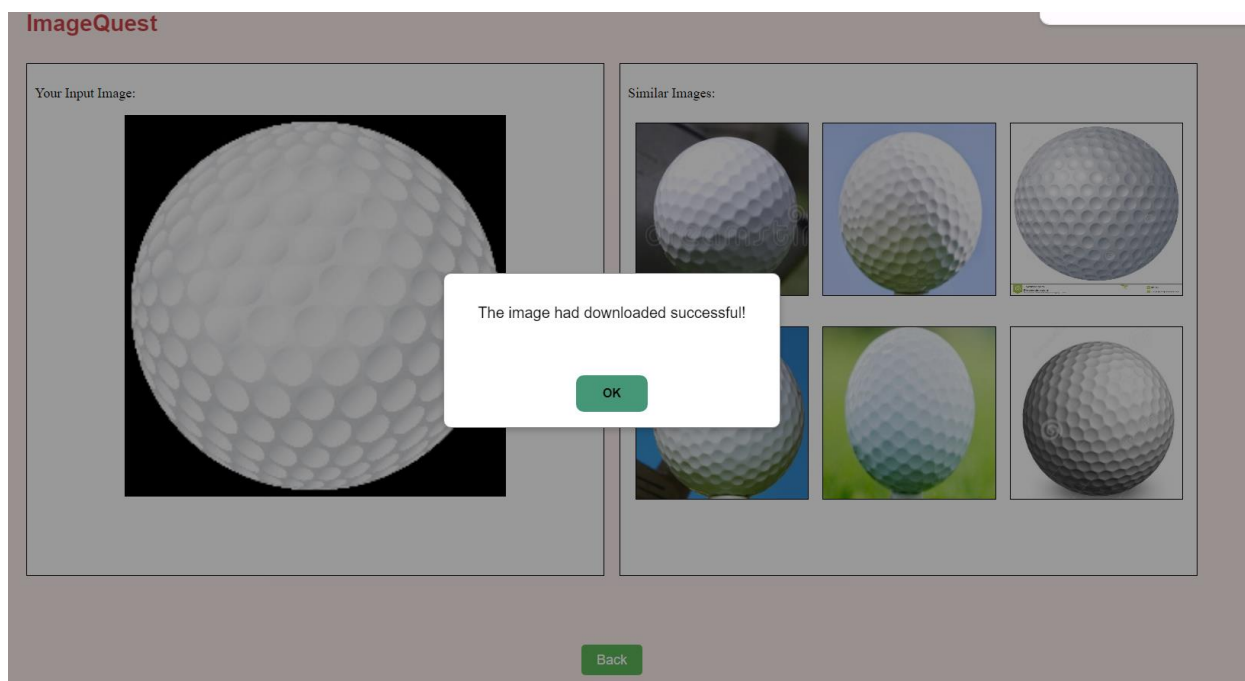 ImageQuest
Your Input Image:
Similar Images:
The image had downloaded successful!
OK
Back